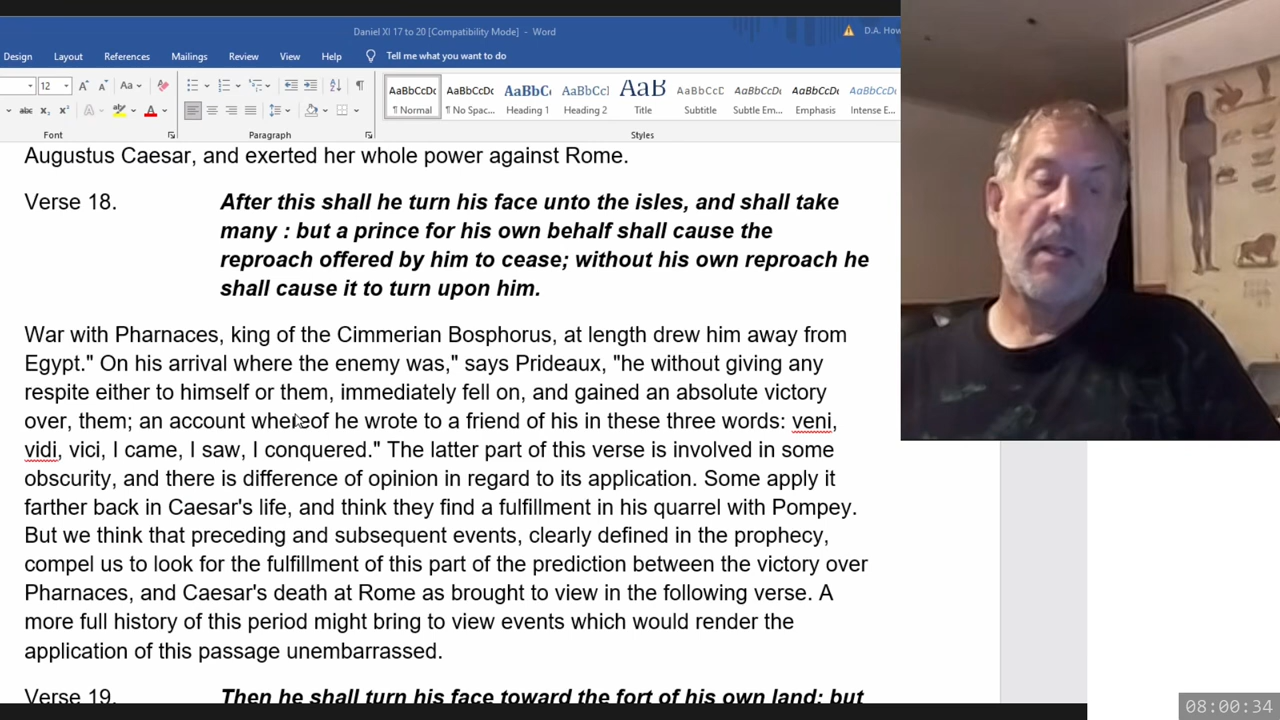 Daniel XI 17 to 20 [Compatibility Mode] - Word
D.A. How
Design Layout References Mailings Review View Help Tell me what you want to do
12
Aa
AaBbCcDc AaBbCcDc AaBbC AaBbCcI AaB AaBbCcD AaBbCcDc AaBbCcDc AaBbCcDc
¶ Normal ¶ No Spac... Heading 1 Heading 2 Title Subtitle Subtle Em... Emphasis Intense E...
Font Paragraph Styles
Augustus Caesar, and exerted her whole power against Rome.
Verse 18. After this shall he turn his face unto the isles, and shall take
many : but a prince for his own behalf shall cause the
reproach offered by him to cease; without his own reproach he
shall cause it to turn upon him.
War with Pharnaces, king of the Cimmerian Bosphorus, at length drew him away from
Egypt." On his arrival where the enemy was," says Prideaux, "he without giving any
respite either to himself or them, immediately fell on, and gained an absolute victory
over, them; an account whereof he wrote to a friend of his in these three words: veni,
vidi, vici, I came, I saw, I conquered." The latter part of this verse is involved in some
obscurity, and there is difference of opinion in regard to its application. Some apply it
farther back in Caesar's life, and think they find a fulfillment in his quarrel with Pompey.
But we think that preceding and subsequent events, clearly defined in the prophecy,
compel us to look for the fulfillment of this part of the prediction between the victory over
Pharnaces, and Caesar's death at Rome as brought to view in the following verse. A
more full history of this period might bring to view events which would render the
application of this passage unembarrassed.
Verse 19. Then he shall turn his face toward the fort of his own land: but
08:00:34